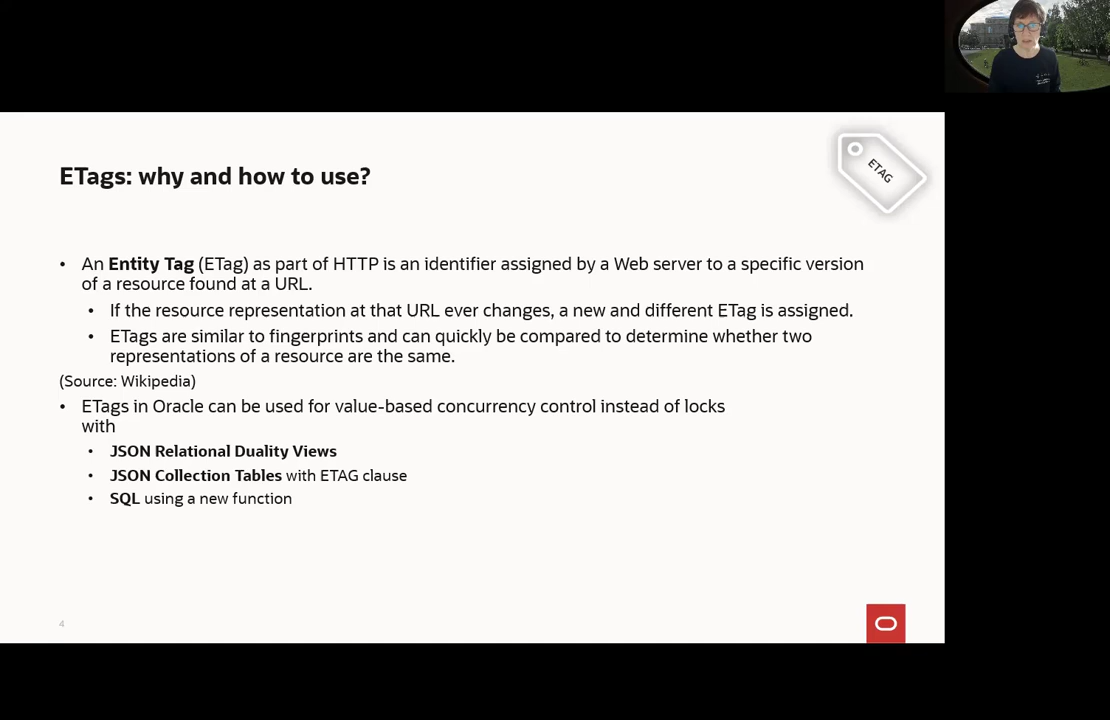 ETags: why and how to use?
ETAG
• An Entity Tag (ETag) as part of HTTP is an identifier assigned by a Web server to a specific version
of a resource found at a URL.
• If the resource representation at that URL ever changes, a new and different ETag is assigned.
• ETags are similar to fingerprints and can quickly be compared to determine whether two
representations of a resource are the same.
(Source: Wikipedia)
• ETags in Oracle can be used for value-based concurrency control instead of locks
with
• JSON Relational Duality Views
• JSON Collection Tables with ETAG clause
• SQL using a new function
4